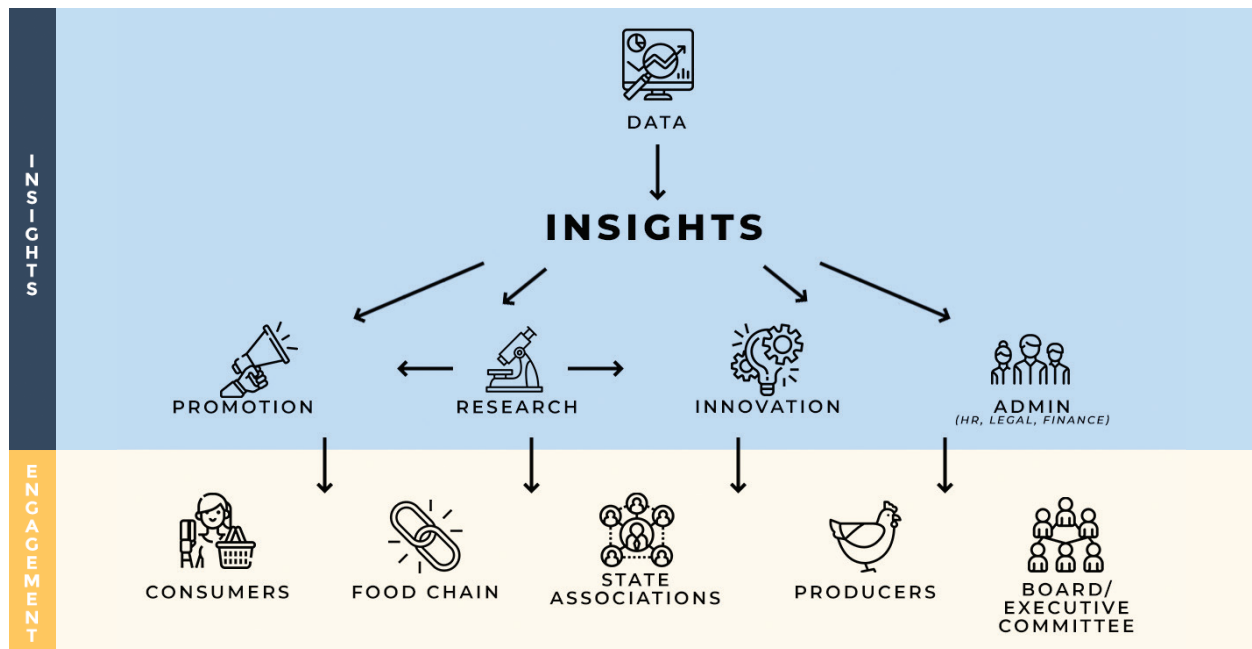 INSIGHTS
DATA
INSIGHTS
PROMOTION
RESEARCH
INNOVATION
ADMIN
(HR, LEGAL, FINANCE)
ENGAGEMENT
CONSUMERS
FOOD CHAIN
STATE
ASSOCIATIONS
PRODUCERS
BOARD/
EXECUTIVE
COMMITTEE